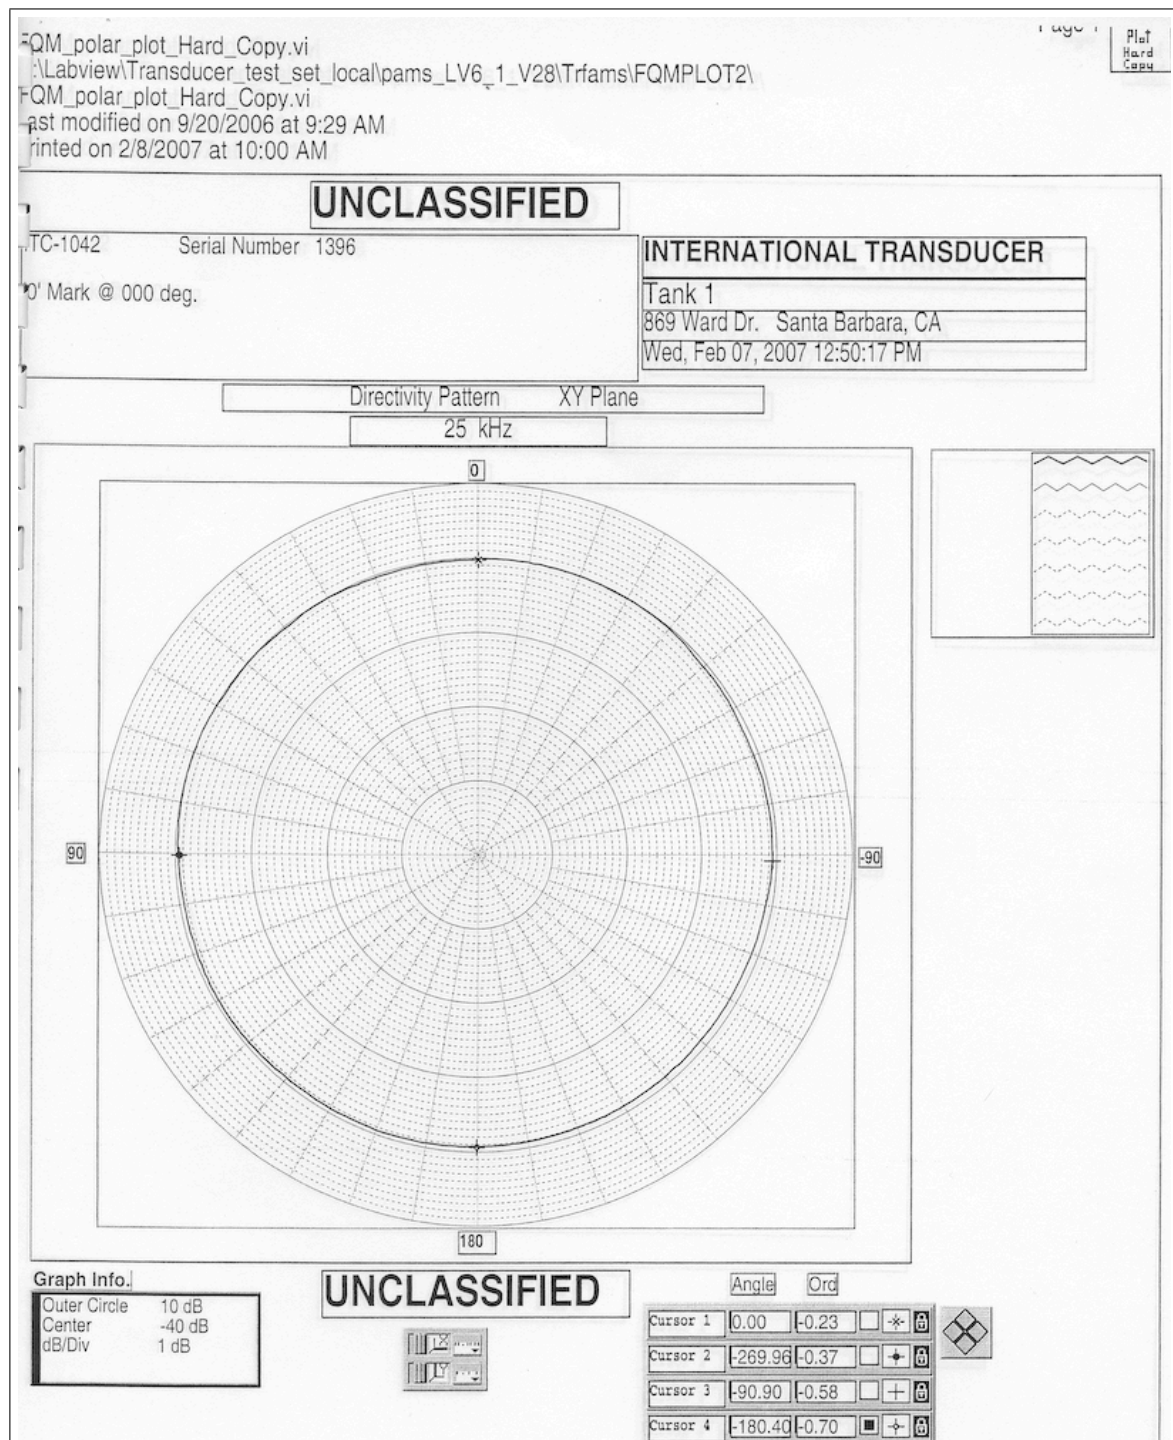 FQM_polar_plot_Hard_Copy.vi
:\Labview\Transducer_test_set_local\pams_LV6_1_V28\Trfams\FQMPLOT2\
FQM_polar_plot_Hard_Copy.vi
ast modified on 9/20/2006 at 9:29 AM
rinted on 2/8/2007 at 10:00 AM
Plot
Hard
Copy
UNCLASSIFIED
TC-1042 Serial Number 1396
0' Mark @ 000 deg.
INTERNATIONAL TRANSDUCER
Tank 1
869 Ward Dr. Santa Barbara, CA
Wed, Feb 07, 2007 12:50:17 PM
Directivity Pattern XY Plane
25 kHz
0
90
-90
180
Graph Info.
Outer Circle 10 dB
Center -40 dB
dB/Div 1 dB
UNCLASSIFIED
Angle Ord
Cursor 1 0.00 -0.23
Cursor 2 -269.96 -0.37
Cursor 3 -90.90 -0.58
Cursor 4 -180.40 -0.70